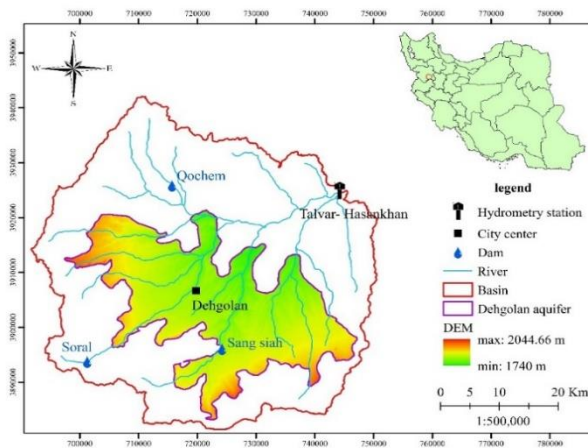 700000 710000 720000 730000 740000 750000 760000 770000 780000
N
W E
S
3950000
3940000
3930000
3920000
3910000
3900000
3890000
Qochem
Talvar- Hasankhan
Dehgolan
Soral
Sang siah
legend
Hydrometry station
City center
Dam
River
Basin
Dehgolan aquifer
DEM
max: 2044.66 m
min: 1740 m
0 5 10 20 Km
1:500,000
700000 710000 720000 730000 740000 750000 760000 770000 780000